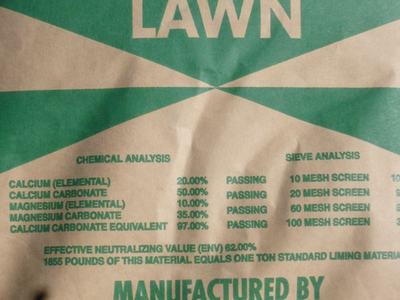 LAWN
CHEMICAL ANALYSIS SIEVE ANALYSIS
CALCIUM (ELEMENTAL) 20.00% PASSING 10 MESH SCREEN
CALCIUM CARBONATE 50.00% PASSING 20 MESH SCREEN
MAGNESIUM (ELEMENTAL) 10.00% PASSING 60 MESH SCREEN
MAGNESIUM CARBONATE 35.00% PASSING 100 MESH SCREEN
CALCIUM CARBONATE EQUIVALENT 97.00%
EFFECTIVE NEUTRALIZING VALUE (ENV) 62.00%
1855 POUNDS OF THIS MATERIAL EQUALS ONE TON STANDARD LIMING
MANUFACTURED BY